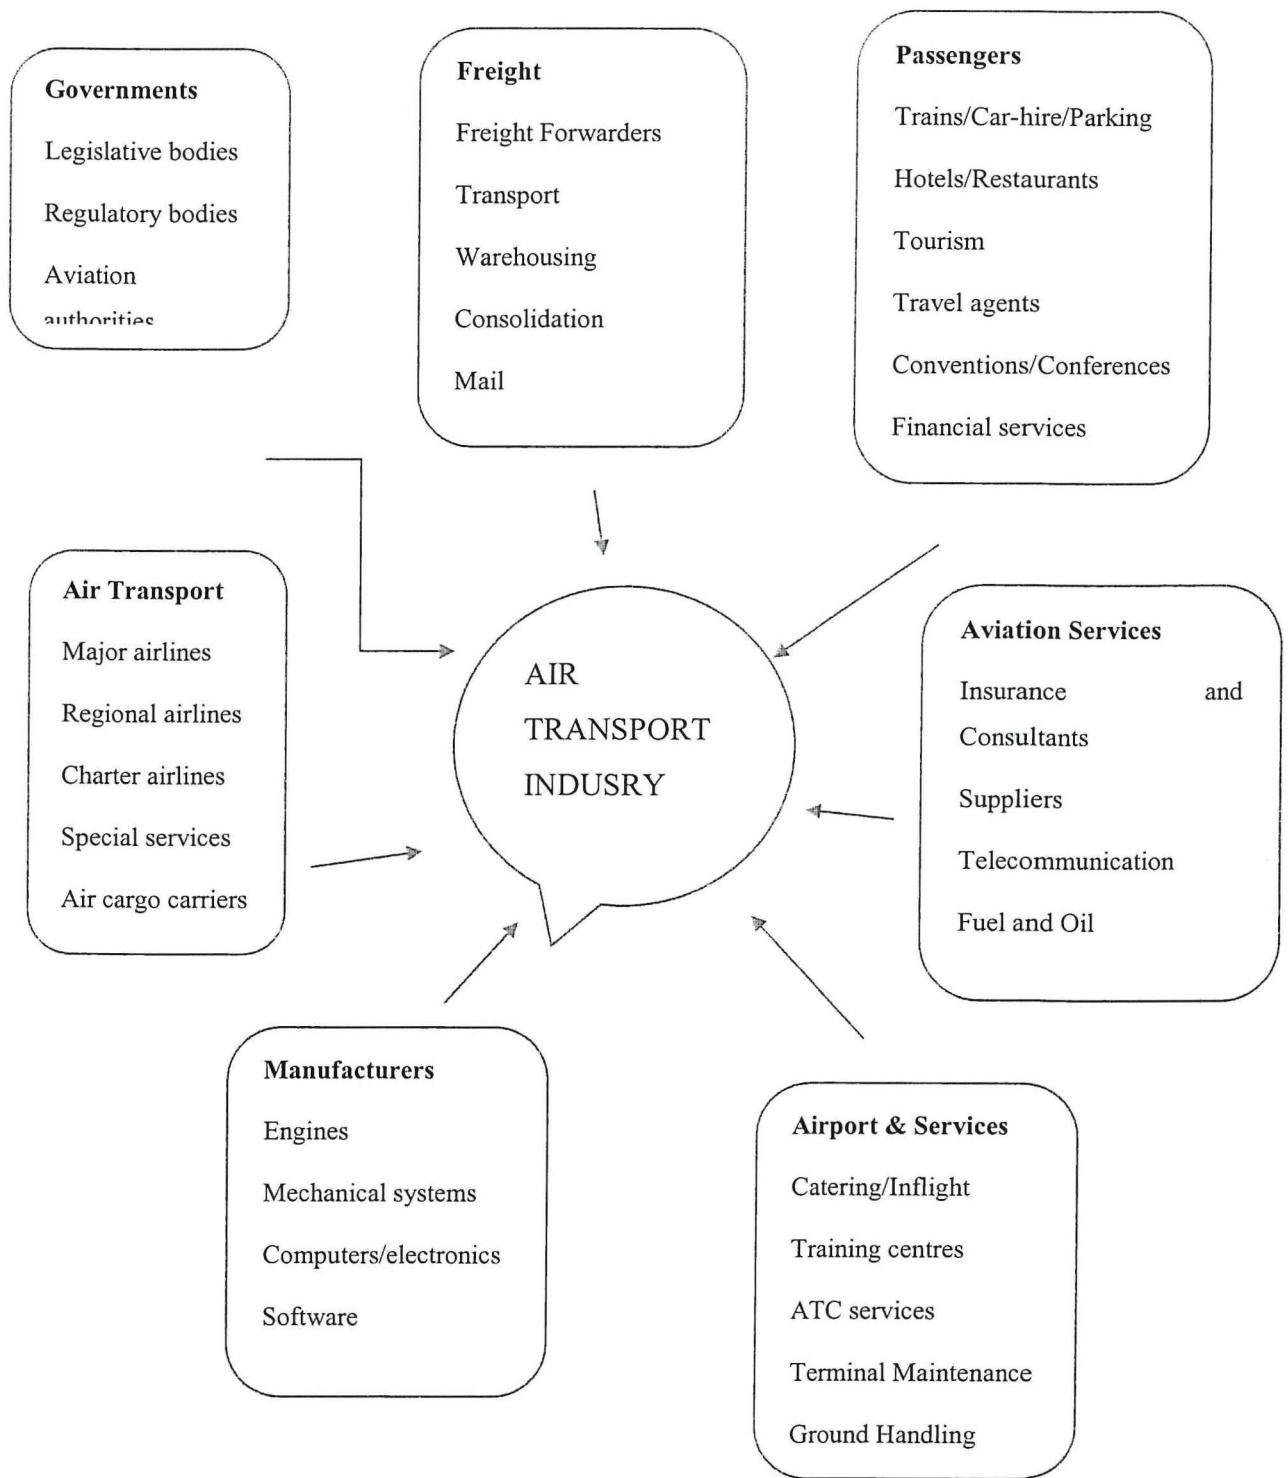 Governments
Legislative bodies
Regulatory bodies
Aviation
authorities
Freight
Freight Forwarders
Transport
Warehousing
Consolidation
Mail
Passengers
Trains/Car-hire/Parking
Hotels/Restaurants
Tourism
Travel agents
Conventions/Conferences
Financial services
Air Transport
Major airlines
Regional airlines
Charter airlines
Special services
Air cargo carriers
AIR
TRANSPORT
INDUSRY
Aviation Services
Insurance and
Consultants
Suppliers
Telecommunication
Fuel and Oil
Manufacturers
Engines
Mechanical systems
Computers/electronics
Software
Airport & Services
Catering/Inflight
Training centres
ATC services
Terminal Maintenance
Ground Handling